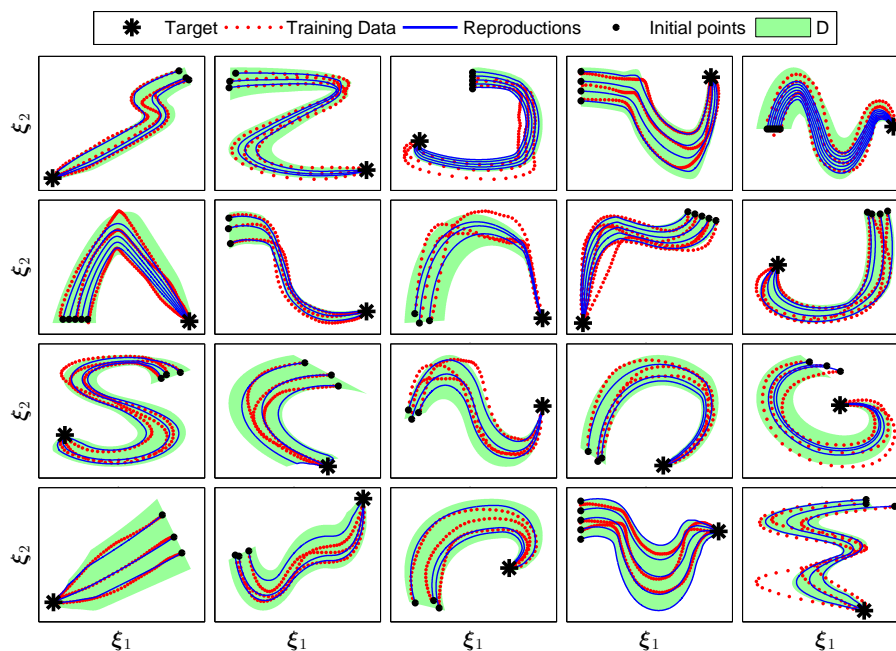 Target Training Data Reproductions Initial points D
ξ2
ξ2
ξ2
ξ2
ξ1 ξ1 ξ1 ξ1 ξ1